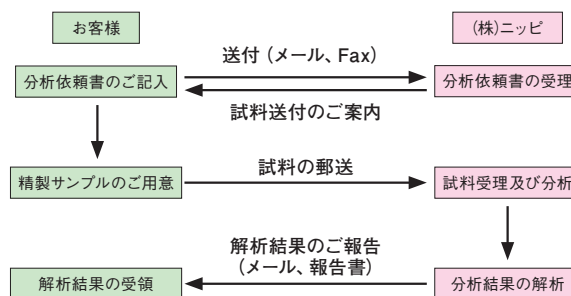 お客様
(株)ニッピ
送付（メール、Fax）
分析依頼書のご記入
分析依頼書の受理
試料送付のご案内
試料の郵送
精製サンプルのご用意
試料受理及び分析
解析結果のご報告
（メール、報告書）
解析結果の受領
分析結果の解析